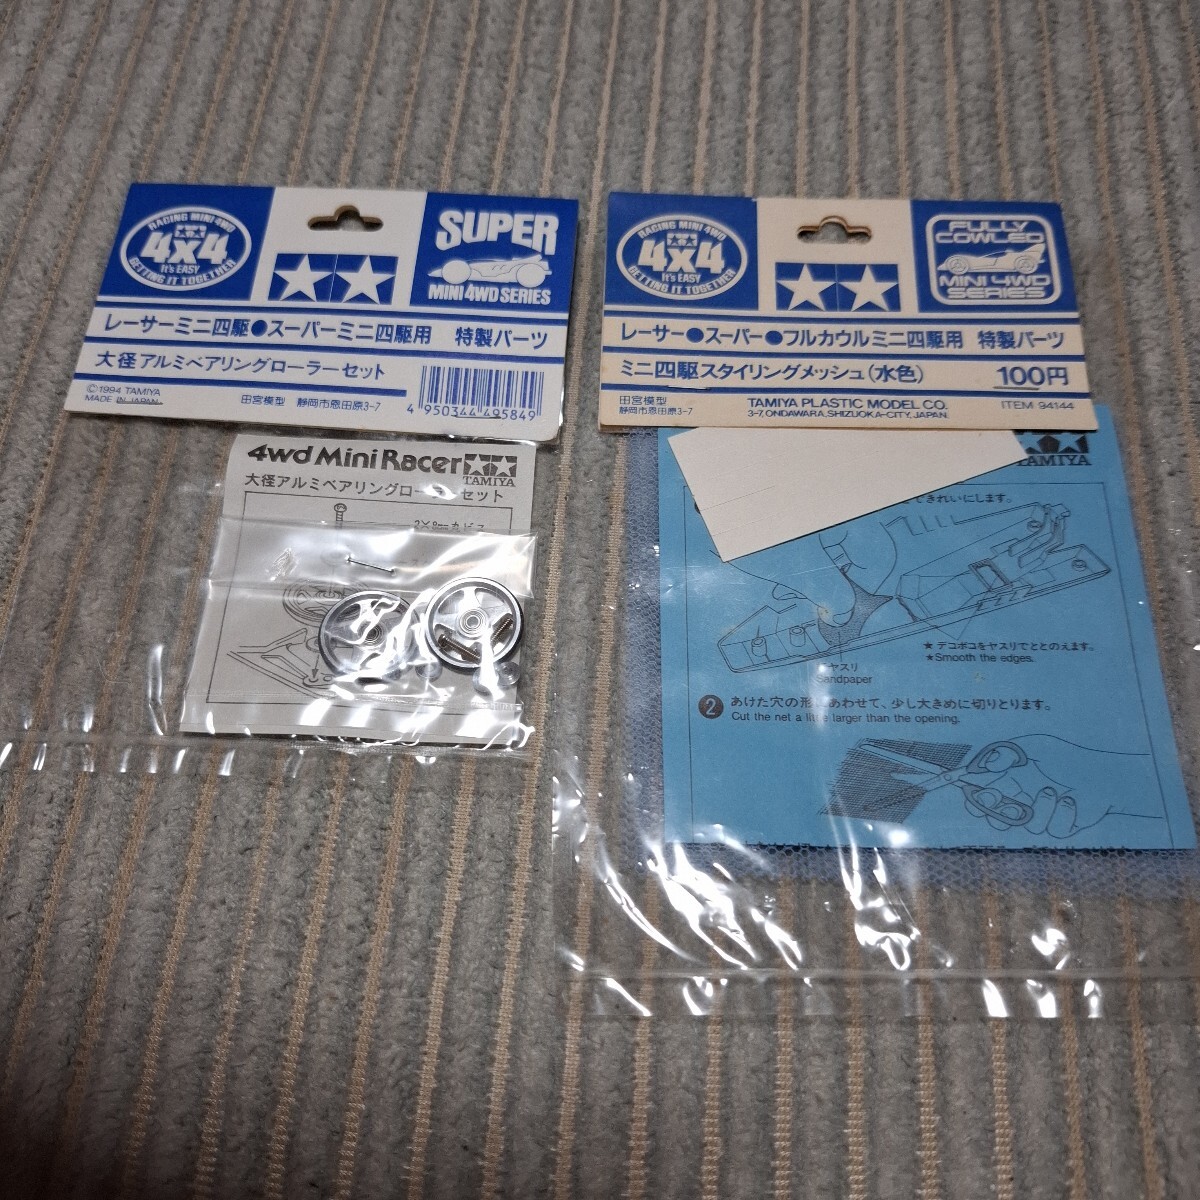 RACING MINI 4WD
4x4
It's EASY
GETTING IT TOGETHER
SUPER
MINI 4WD SERIES
レーサーミニ四駆●スーパーミニ四駆用 特製パーツ
大径アルミベアリングローラーセット
©1994 TAMIYA
MADE IN JAPAN
田宮模型 静岡市恩田原3-7
4 950344 495849
4wd Mini Racer
TAMIYA
大径アルミベアリングローラーセット
RACING MINI 4WD
4x4
It's EASY
GETTING IT TOGETHER
FULLY
COWLED
MINI 4WD
SERIES
レーサー●スーパー●フルカウルミニ四駆用 特製パーツ
ミニ四駆スタイリングメッシュ(水色)
100円
田宮模型
静岡市恩田原3-7
TAMIYA PLASTIC MODEL CO.
3-7, ONDAWARA, SHIZUOKA-CITY, JAPAN.
ITEM 94144
TAMIYA
できれいにします。
★デコボコをヤスリでととのえます。
★Smooth the edges.
ヤスリ
Sandpaper
2 あけた穴の形にあわせて、少し大きめに切りとります。
Cut the net a little larger than the opening.